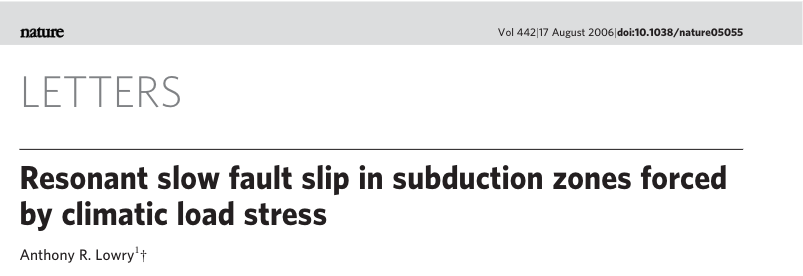 nature
Vol 442|17 August 2006|doi:10.1038/nature05055
LETTERS
Resonant slow fault slip in subduction zones forced
by climatic load stress
Anthony R. Lowry¹†